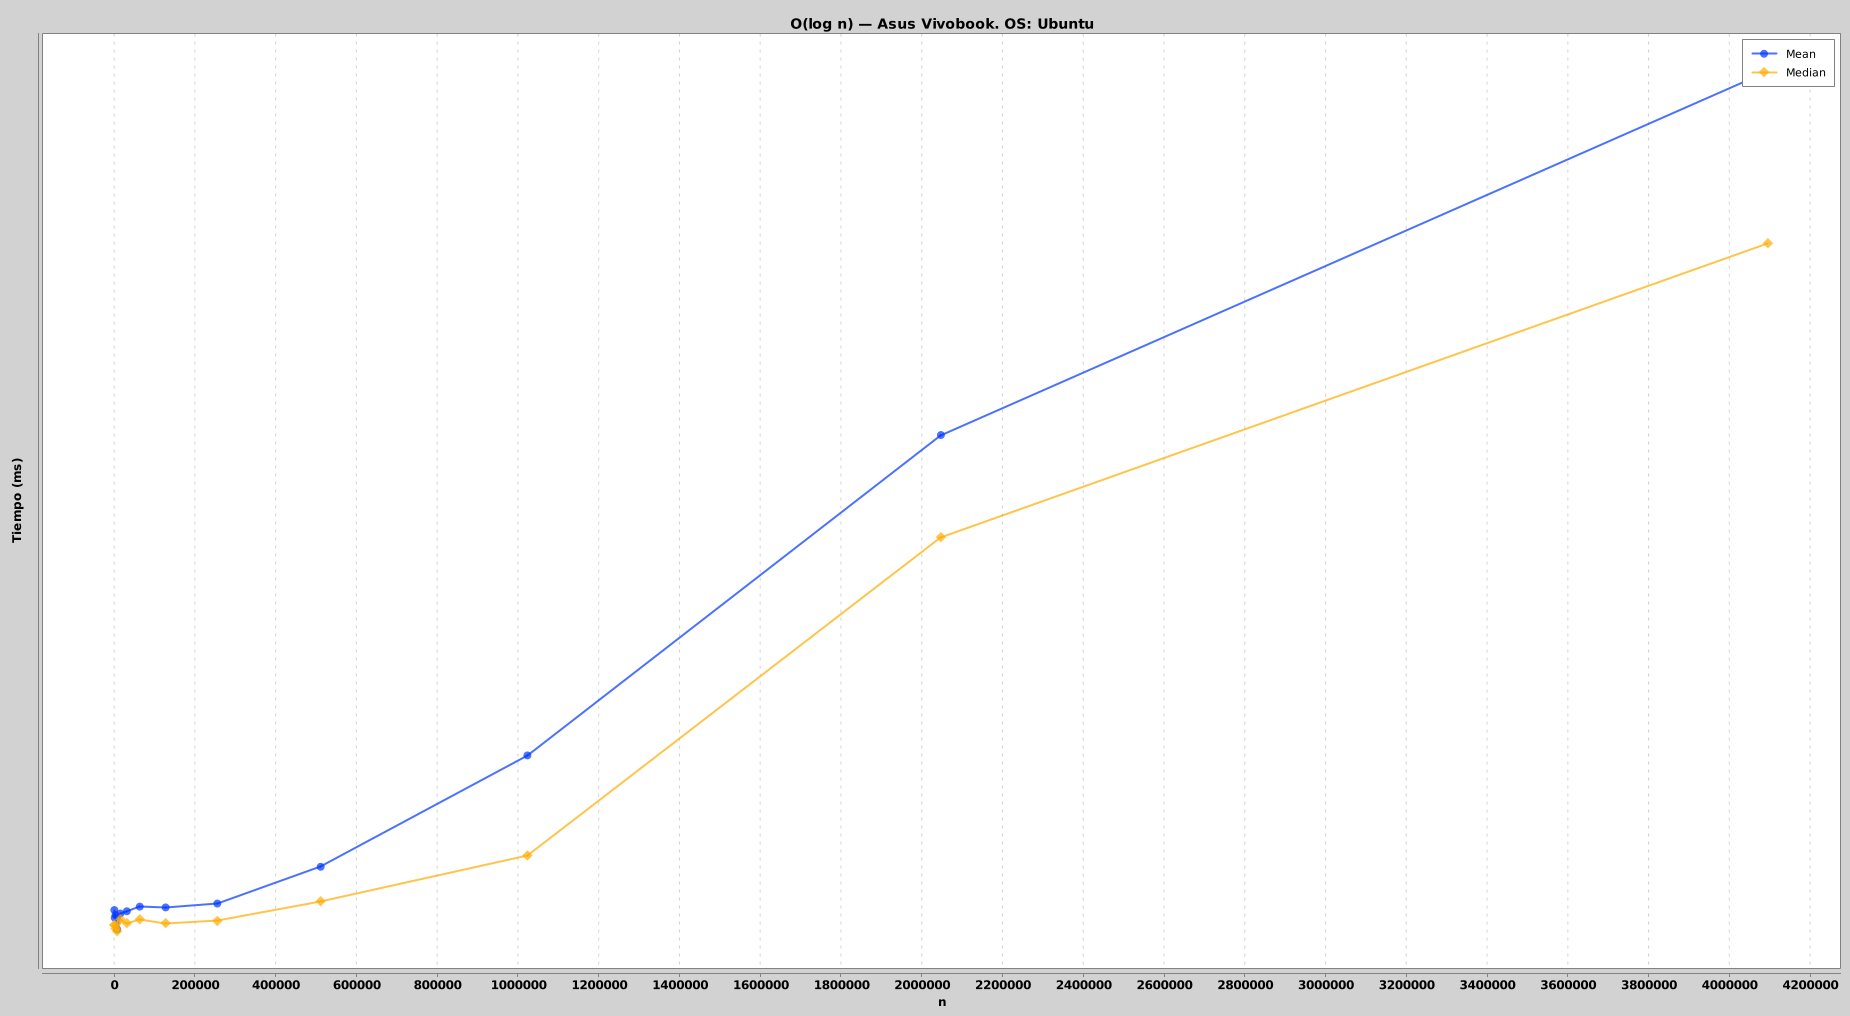 O(log n) — Asus Vivobook. OS: Ubuntu
Mean
Median
Tiempo (ms)
0 200000 400000 600000 800000 1000000 1200000 1400000 1600000 1800000 2000000 2200000 2400000 2600000 2800000 3000000 3200000 3400000 3600000 3800000 4000000 4200000
n